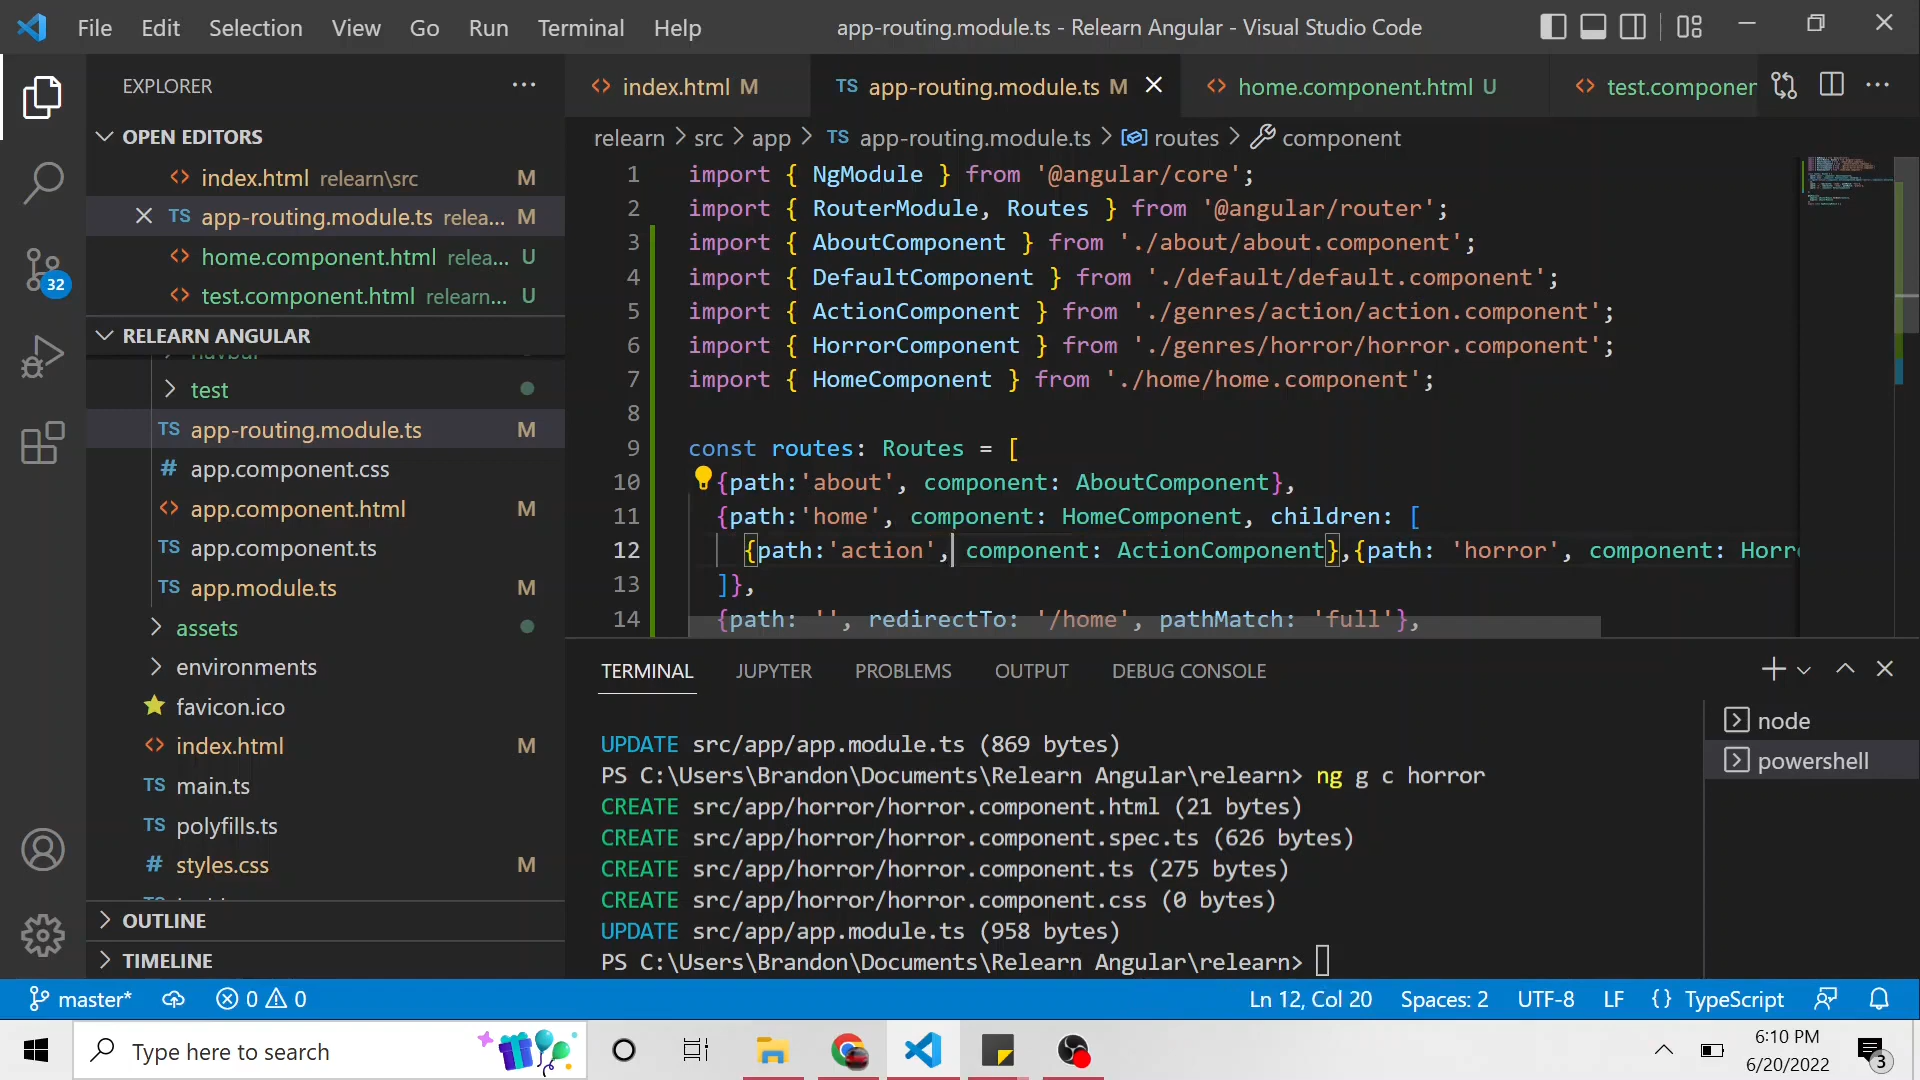 File Edit Selection View Go Run Terminal Help
app-routing.module.ts - Relearn Angular - Visual Studio Code
EXPLORER
OPEN EDITORS
index.html relearn\src M
TS app-routing.module.ts relea... M
home.component.html relea... U
test.component.html relearn... U
RELEARN ANGULAR
test
TS app-routing.module.ts M
# app.component.css
app.component.html M
TS app.component.ts
TS app.module.ts M
assets
environments
favicon.ico
index.html M
TS main.ts
TS polyfills.ts
# styles.css M
OUTLINE
TIMELINE
32
index.html M
TS app-routing.module.ts M
home.component.html U
test.componer
relearn > src > app > TS app-routing.module.ts > routes > component
1 import { NgModule } from '@angular/core';
2 import { RouterModule, Routes } from '@angular/router';
3 import { AboutComponent } from './about/about.component';
4 import { DefaultComponent } from './default/default.component';
5 import { ActionComponent } from './genres/action/action.component';
6 import { HorrorComponent } from './genres/horror/horror.component';
7 import { HomeComponent } from './home/home.component';
8
9 const routes: Routes = [
10 {path:'about', component: AboutComponent},
11 {path:'home', component: HomeComponent, children: [
12 {path:'action', component: ActionComponent},{path: 'horror', component: Horr
13 ]},
14 {path: '', redirectTo: '/home', pathMatch: 'full'},
TERMINAL JUPYTER PROBLEMS OUTPUT DEBUG CONSOLE
UPDATE src/app/app.module.ts (869 bytes)
PS C:\Users\Brandon\Documents\Relearn Angular\relearn> ng g c horror
CREATE src/app/horror/horror.component.html (21 bytes)
CREATE src/app/horror/horror.component.spec.ts (626 bytes)
CREATE src/app/horror/horror.component.ts (275 bytes)
CREATE src/app/horror/horror.component.css (0 bytes)
UPDATE src/app/app.module.ts (958 bytes)
PS C:\Users\Brandon\Documents\Relearn Angular\relearn>
node
powershell
master* 0 0
Ln 12, Col 20 Spaces: 2 UTF-8 LF {} TypeScript
Type here to search
6:10 PM
6/20/2022
3